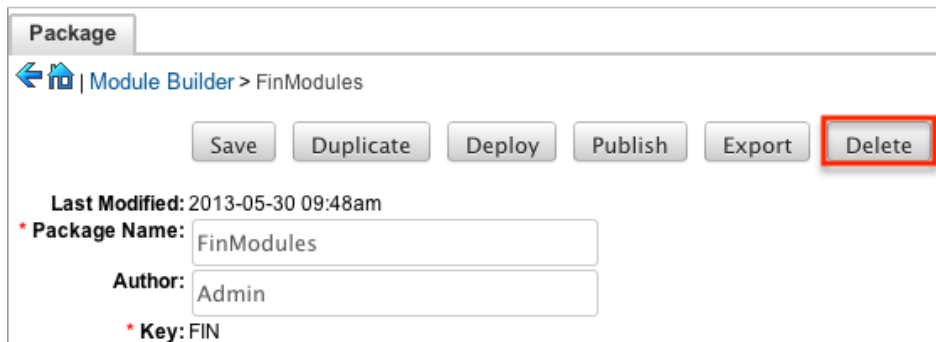 Package
| Module Builder > FinModules
Save Duplicate Deploy Publish Export Delete
Last Modified: 2013-05-30 09:48am
* Package Name: FinModules
Author: Admin
* Key: FIN